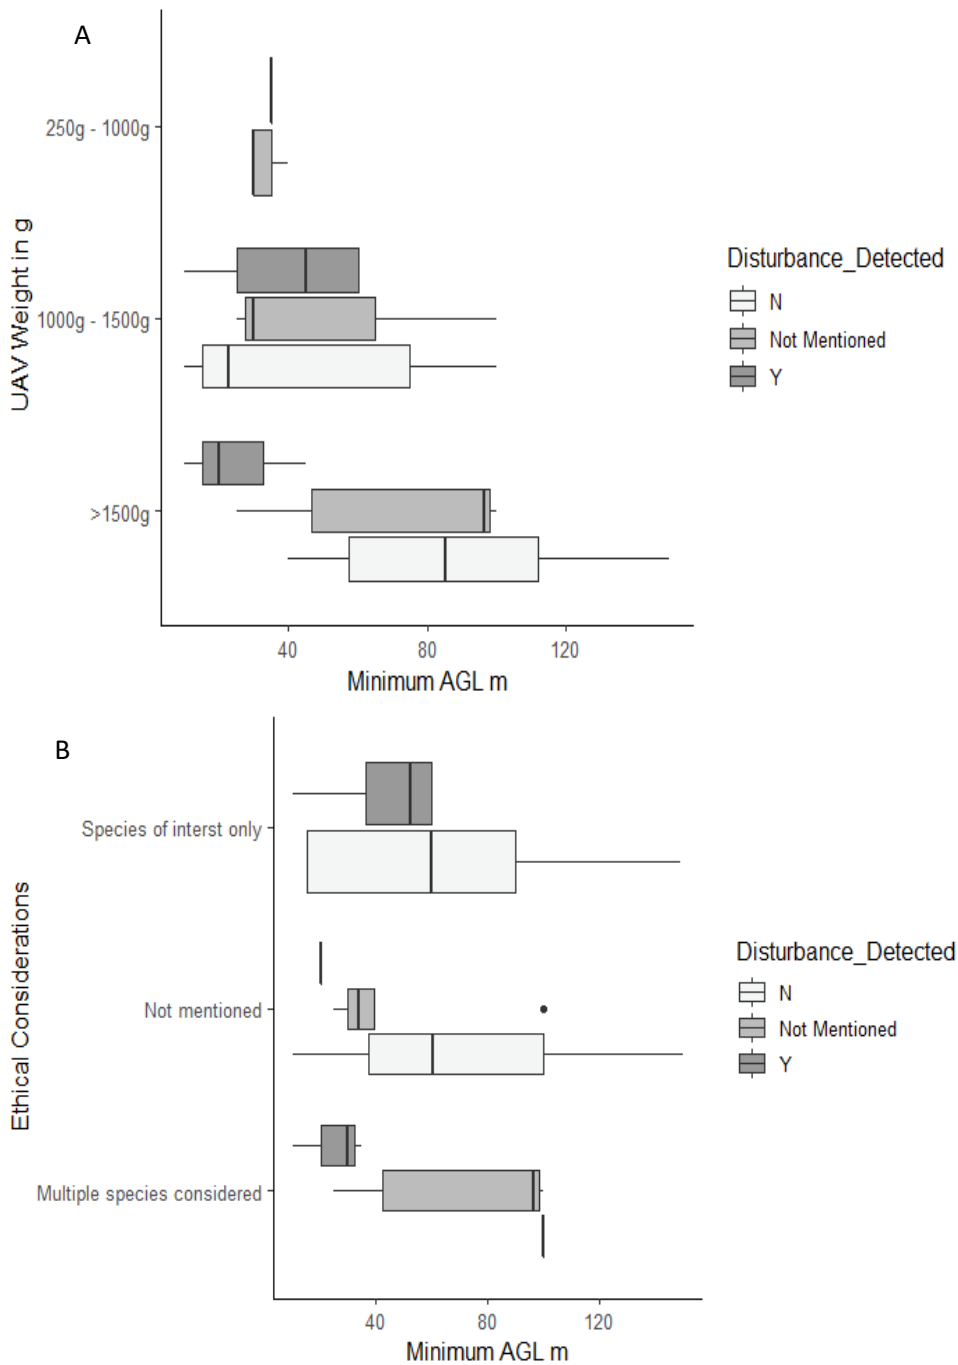 A
250g - 1000g
1000g - 1500g
>1500g
UAV Weight in g
40 80 120
Minimum AGL m
Disturbance_Detected
N
Not Mentioned
Y
B
Species of interst only
Not mentioned
Multiple species considered
Ethical Considerations
40 80 120
Minimum AGL m
Disturbance_Detected
N
Not Mentioned
Y